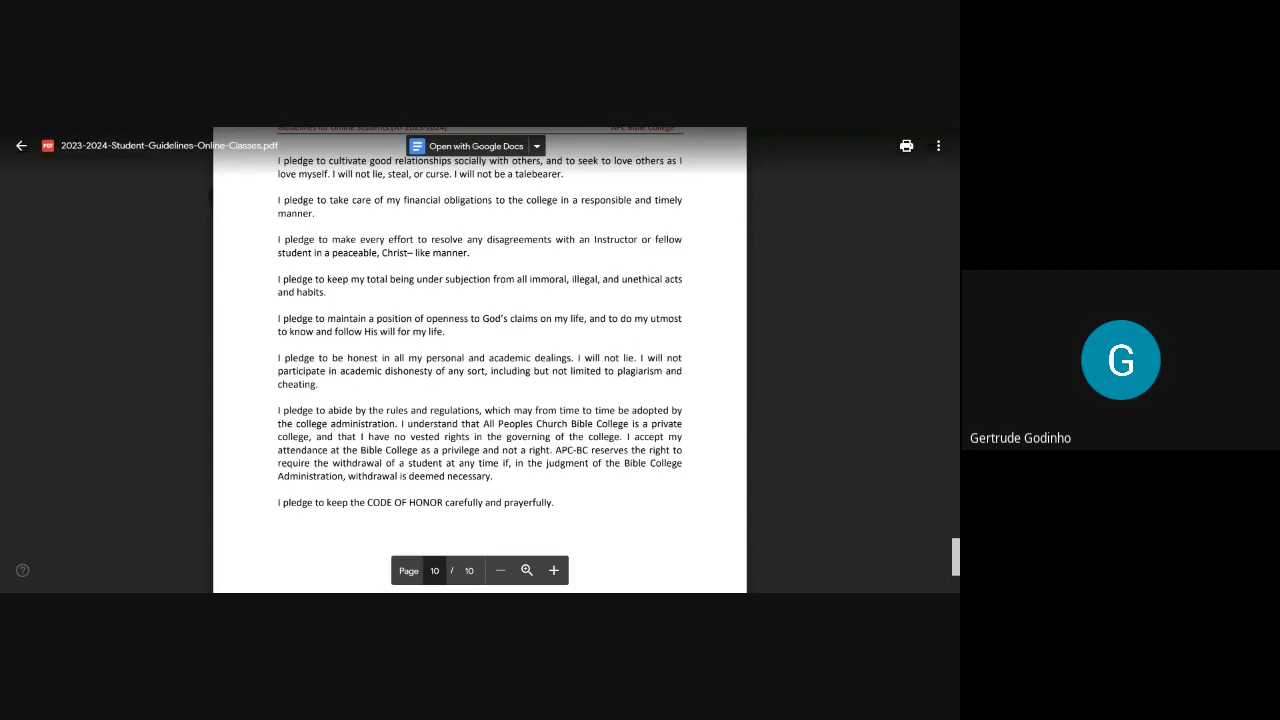 Guidelines for Online Students (AY 2023-2024) APC Bible College
2023-2024-Student-Guidelines-Online-Classes.pdf
Open with Google Docs
I pledge to cultivate good relationships socially with others, and to seek to love others as I
love myself. I will not lie, steal, or curse. I will not be a talebearer.
I pledge to take care of my financial obligations to the college in a responsible and timely
manner.
I pledge to make every effort to resolve any disagreements with an Instructor or fellow
student in a peaceable, Christ– like manner.
I pledge to keep my total being under subjection from all immoral, illegal, and unethical acts
and habits.
I pledge to maintain a position of openness to God's claims on my life, and to do my utmost
to know and follow His will for my life.
I pledge to be honest in all my personal and academic dealings. I will not lie. I will not
participate in academic dishonesty of any sort, including but not limited to plagiarism and
cheating.
I pledge to abide by the rules and regulations, which may from time to time be adopted by
the college administration. I understand that All Peoples Church Bible College is a private
college, and that I have no vested rights in the governing of the college. I accept my
attendance at the Bible College as a privilege and not a right. APC-BC reserves the right to
require the withdrawal of a student at any time if, in the judgment of the Bible College
Administration, withdrawal is deemed necessary.
I pledge to keep the CODE OF HONOR carefully and prayerfully.
Page 10 / 10
G
Gertrude Godinho